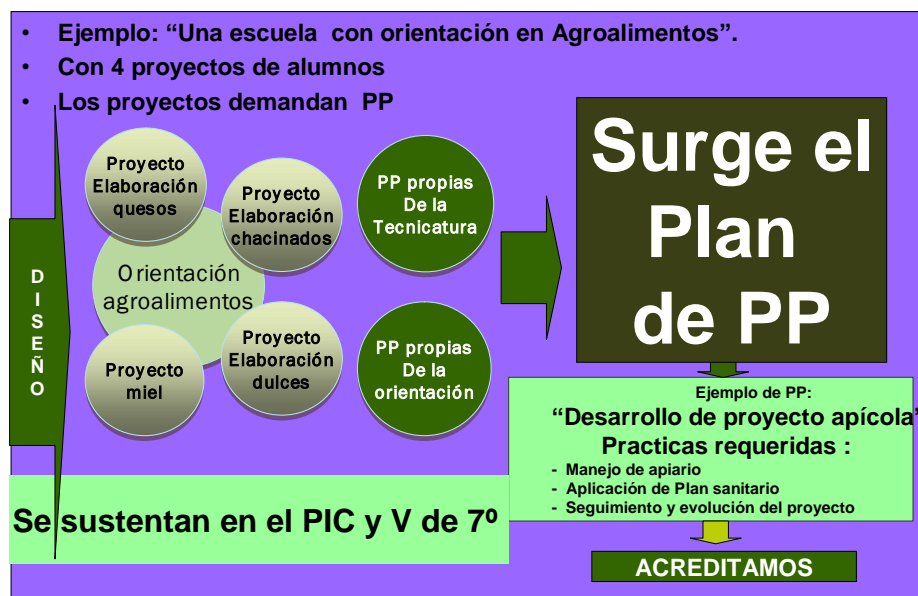 • Ejemplo: “Una escuela con orientación en Agroalimentos”.
• Con 4 proyectos de alumnos
• Los proyectos demandan PP
D
I
S
E
Ñ
O
Proyecto
Elaboración
quesos
Proyecto
Elaboración
chacinados
Orientación
agroalimentos
Proyecto
miel
Proyecto
Elaboración
dulces
PP propias
De la
Tecnicatura
PP propias
De la
orientación
Surge el
Plan
de PP
Ejemplo de PP:
“Desarrollo de proyecto apícola”
Practicas requeridas :
- Manejo de apiario
- Aplicación de Plan sanitario
- Seguimiento y evolución del proyecto
Se sustentan en el PIC y V de 7º
ACREDITAMOS